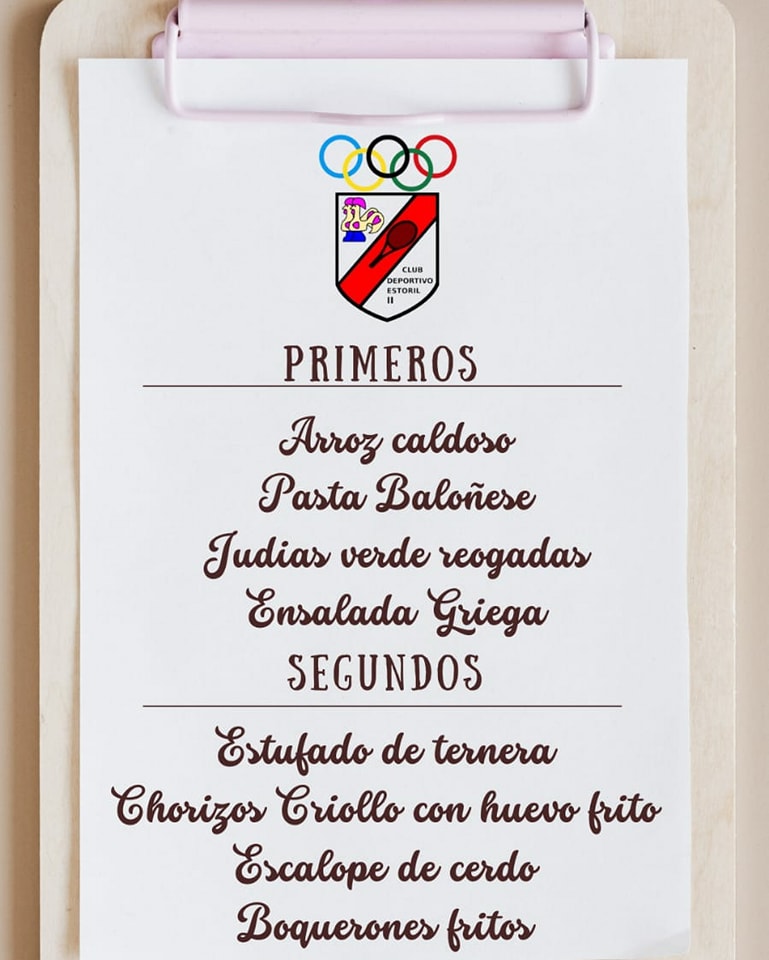 CLUB
DEPORTIVO
ESTORIL
II
PRIMEROS
Arroz caldoso
Pasta Baloñese
Judias verde reogadas
Ensalada Griega
SEGUNDOS
Estufado de ternera
Chorizos Criollo con huevo frito
Escalope de cerdo
Boquerones fritos